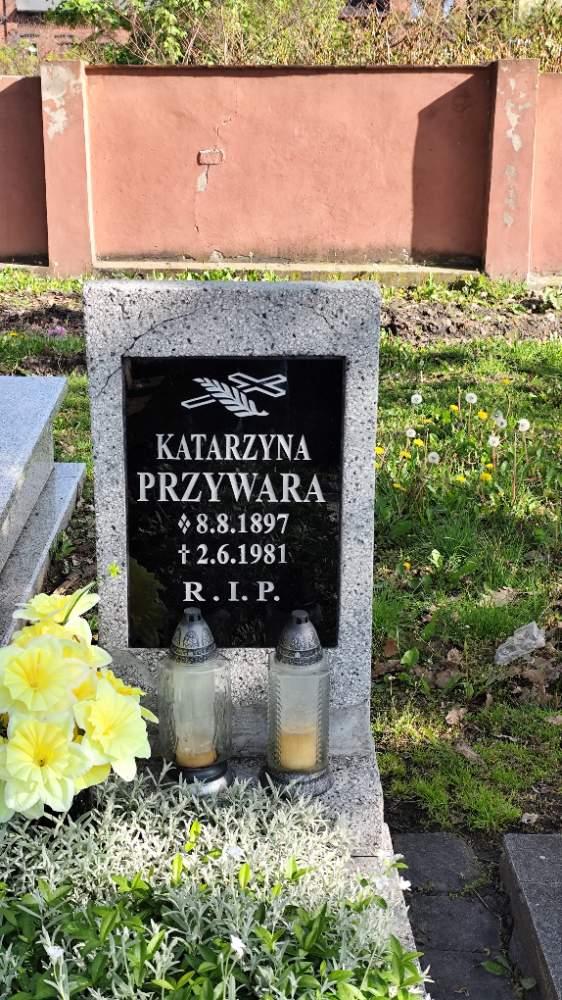 KATARZYNA
PRZYWARA
8.8.1897
† 2.6.1981
R.I.P.